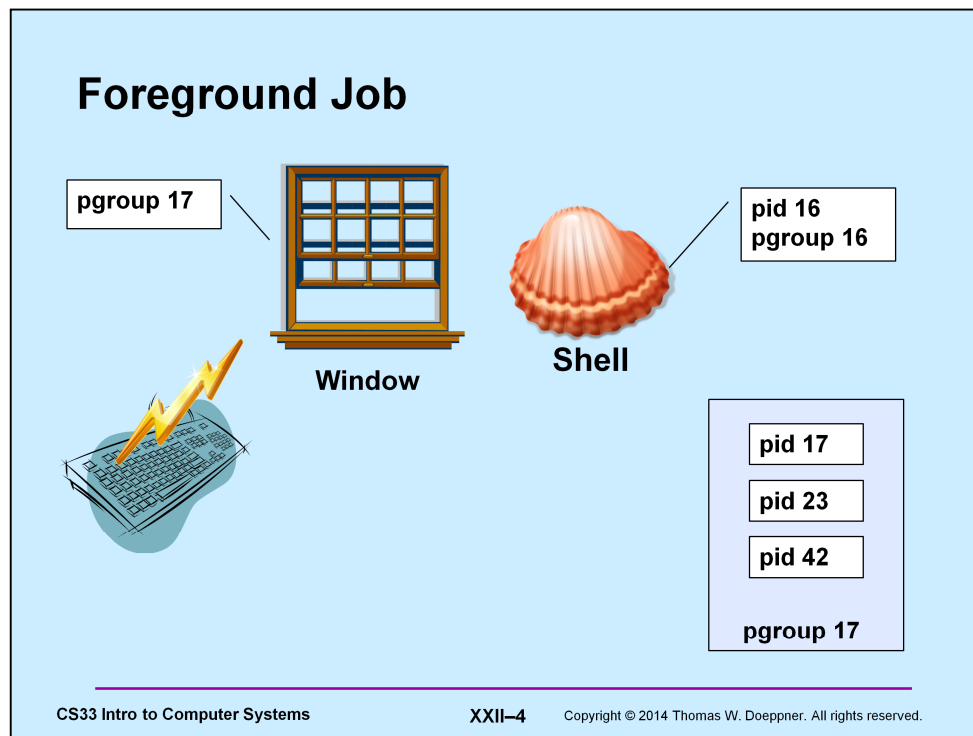 Foreground Job
pgroup 17
pid 16
pgroup 16
Window
Shell
pid 17
pid 23
pid 42
pgroup 17
CS33 Intro to Computer Systems
XXII–4
Copyright © 2014 Thomas W. Doeppner. All rights reserved.